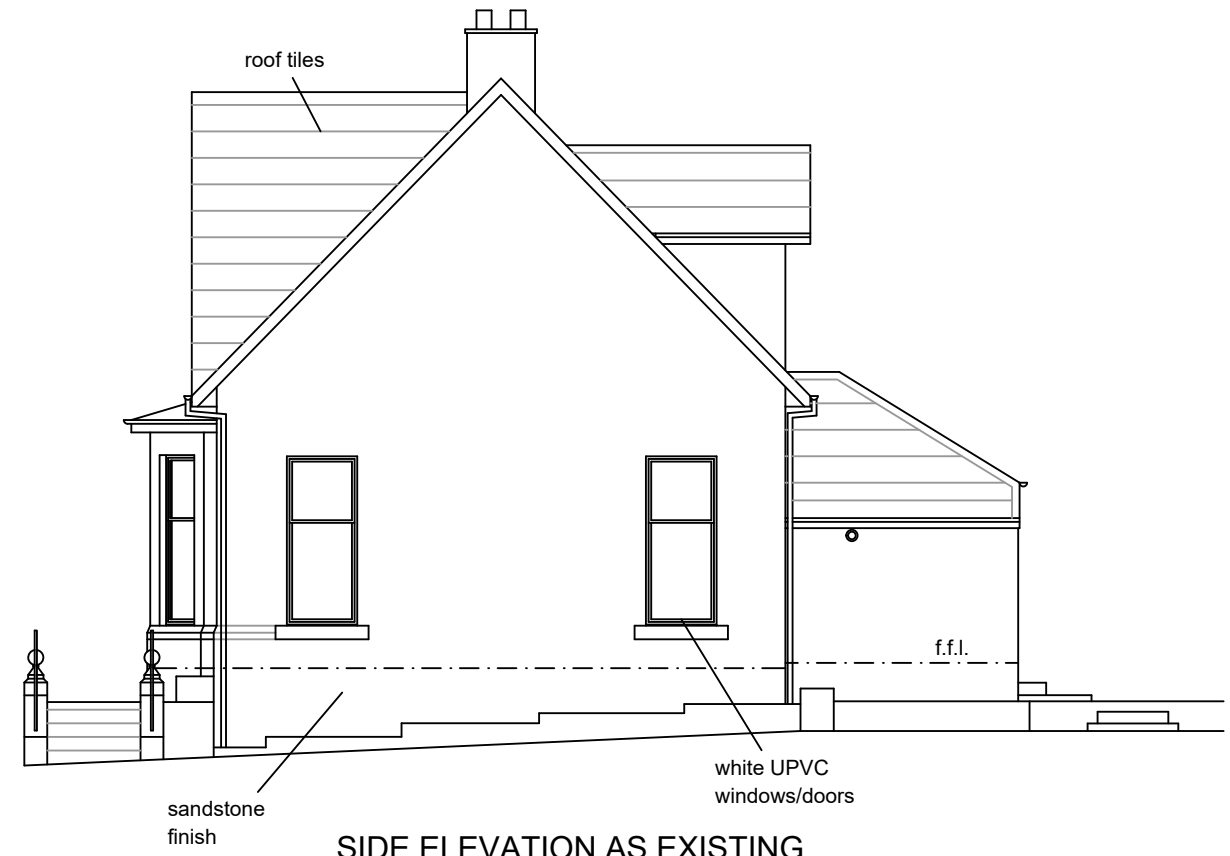 roof tiles
f.f.l.
white UPVC
windows/doors
sandstone
finish
SIDE ELEVATION AS EXISTING